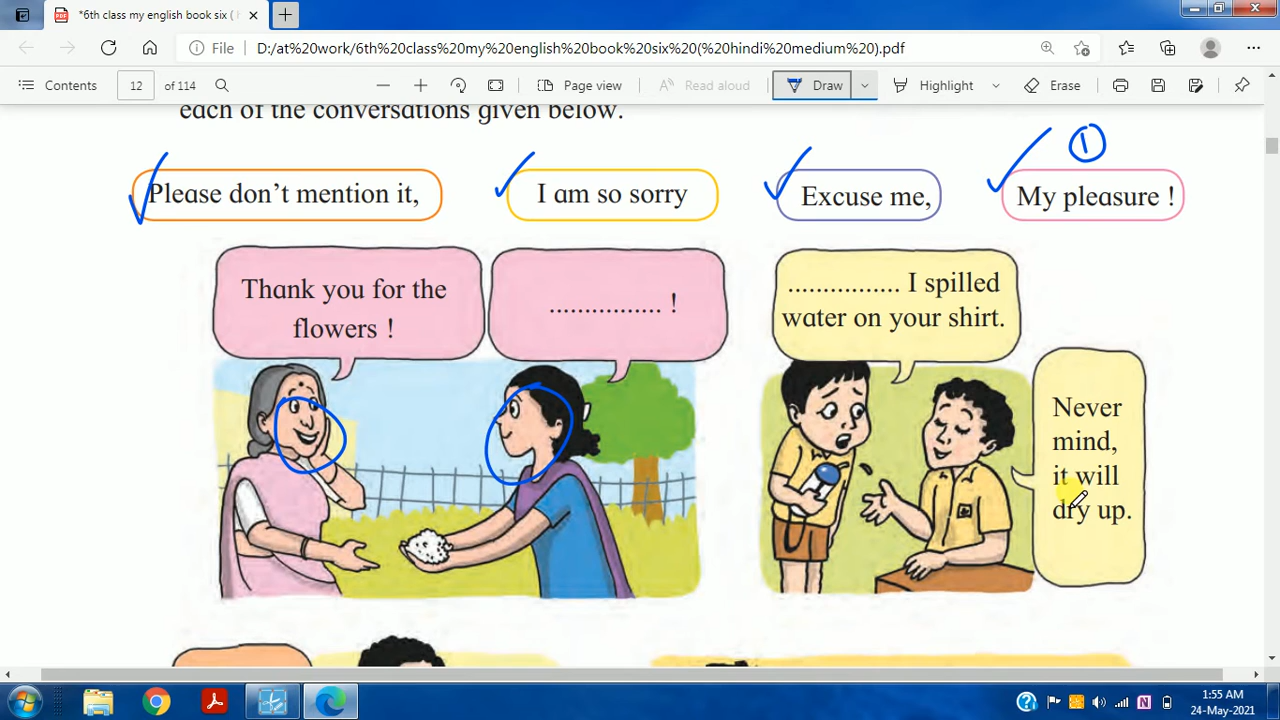 *6th class my english book six (
File
D:/at%20work/6th%20class%20my%20english%20book%20six%20(%20hindi%20medium%20).pdf
Contents
12 of 114
Page view
Read aloud
Draw
Highlight
Erase
each of the conversations given below.
①
Please don't mention it,
I am so sorry
Excuse me,
My pleasure !
Thank you for the
flowers !
............... !
................ I spilled
water on your shirt.
Never
mind,
it will
dry up.
1:55 AM
24-May-2021